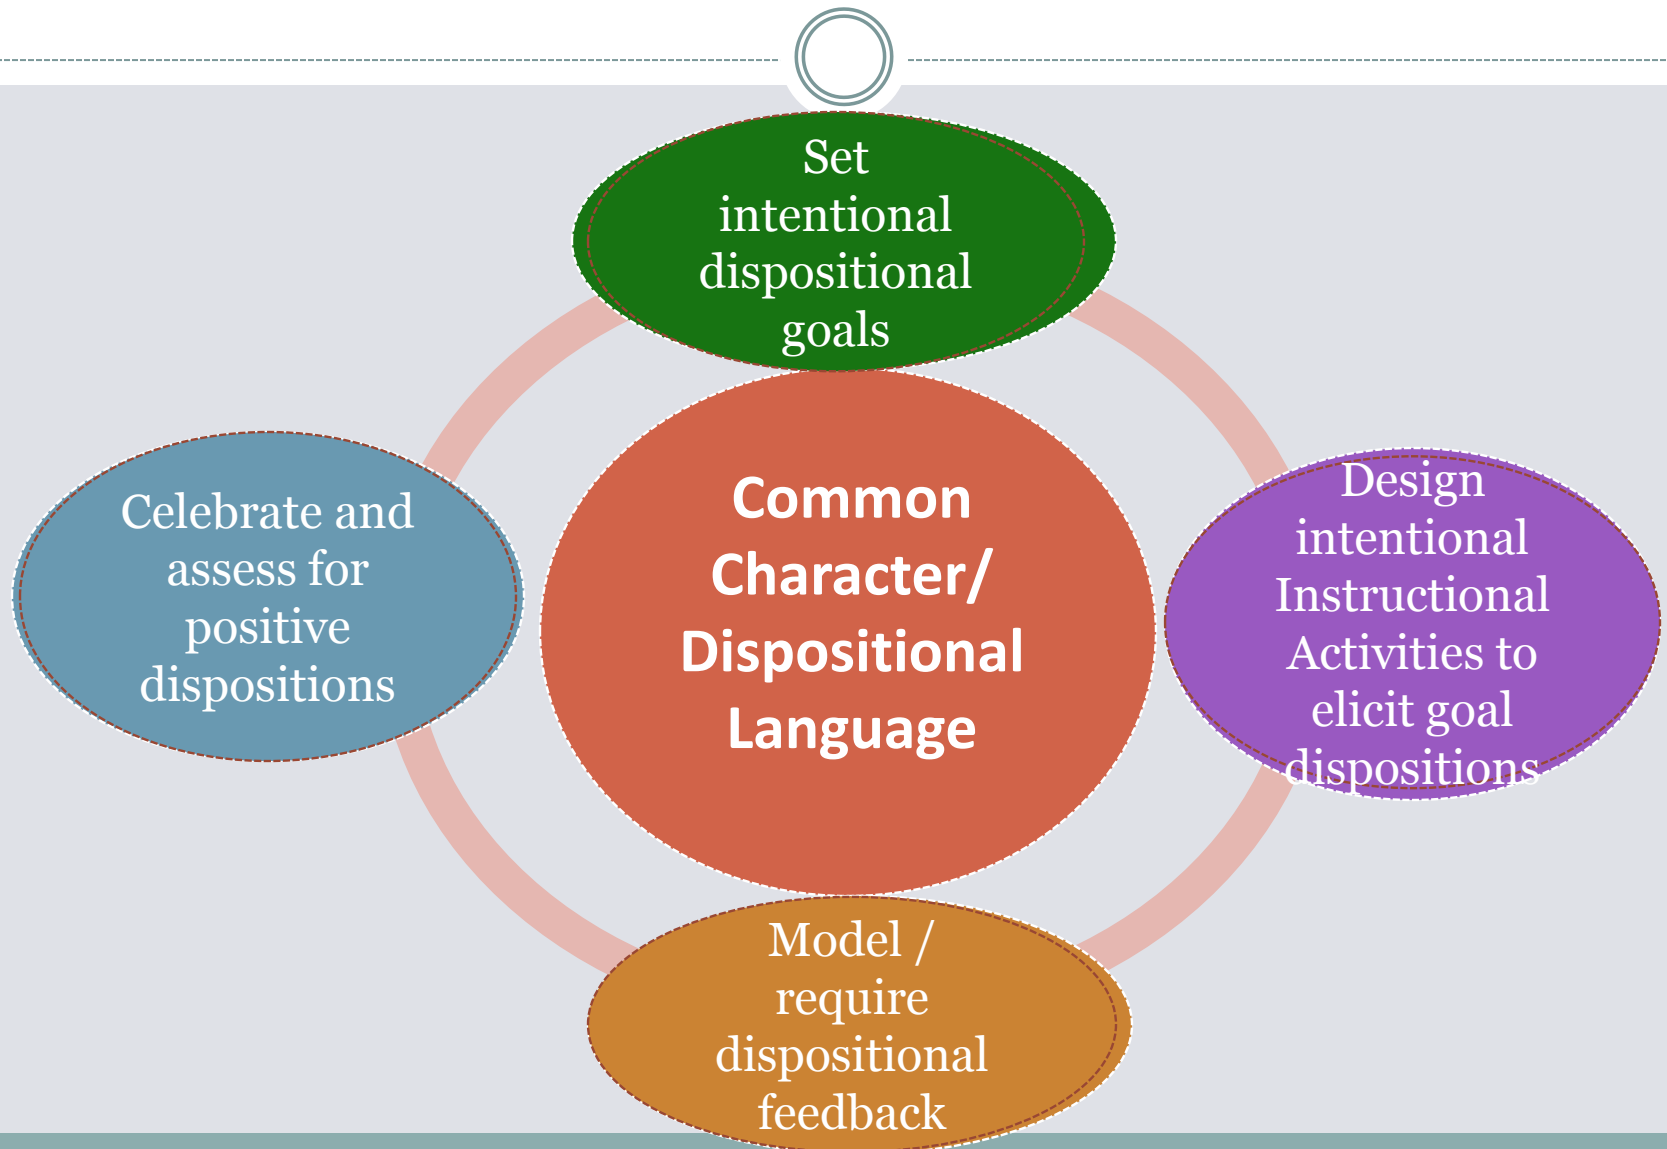 Set
intentional
dispositional
goals
Celebrate and
assess for
positive
dispositions
Common
Character/
Dispositional
Language
Design
intentional
Instructional
Activities to
elicit goal
dispositions
Model /
require
dispositional
feedback